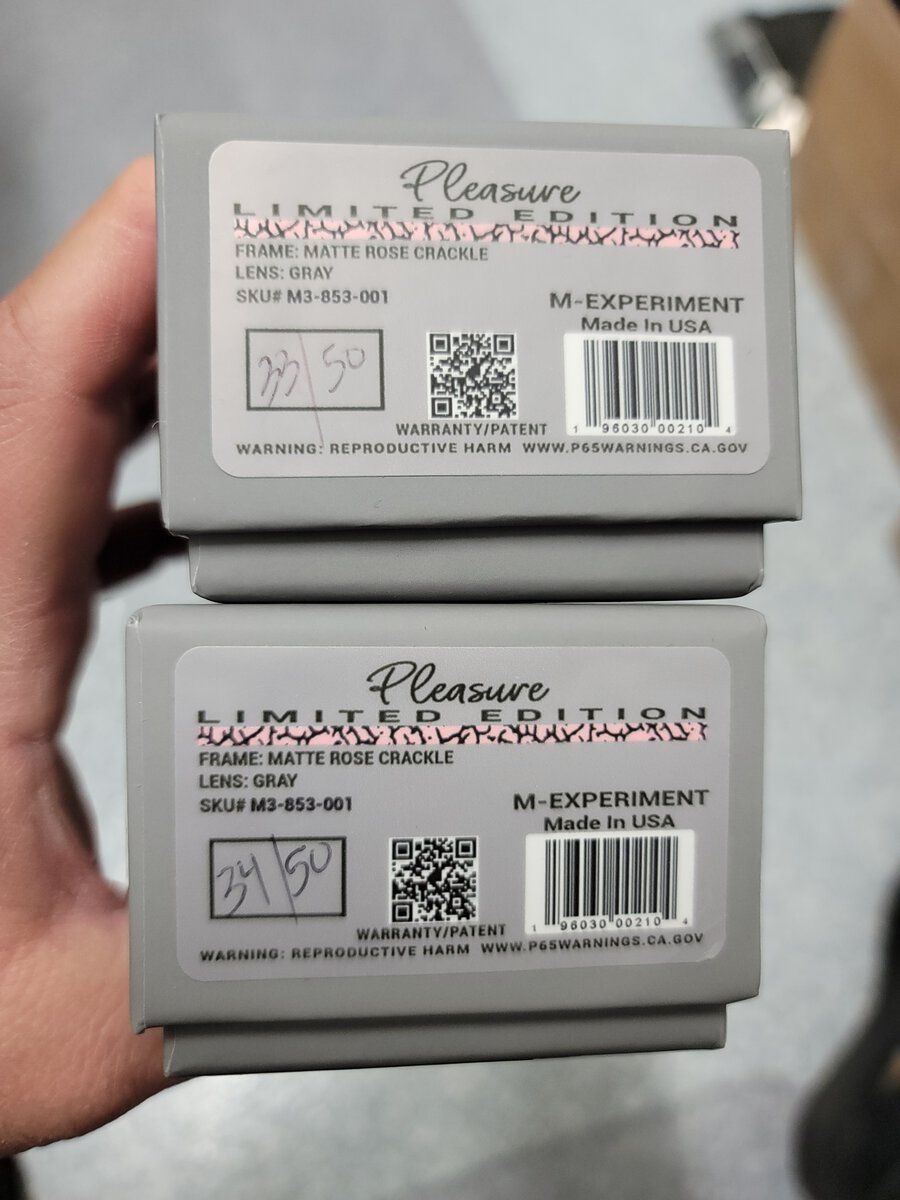 Pleasure
LIMITED EDITION
FRAME: MATTE ROSE CRACKLE
LENS: GRAY
SKU# M3-853-001
M-EXPERIMENT
Made In USA
33/50
1 96030 00210 4
WARRANTY/PATENT
WARNING: REPRODUCTIVE HARM WWW.P65WARNINGS.CA.GOV
Pleasure
LIMITED EDITION
FRAME: MATTE ROSE CRACKLE
LENS: GRAY
SKU# M3-853-001
M-EXPERIMENT
Made In USA
34/50
1 96030 00210 4
WARRANTY/PATENT
WARNING: REPRODUCTIVE HARM WWW.P65WARNINGS.CA.GOV